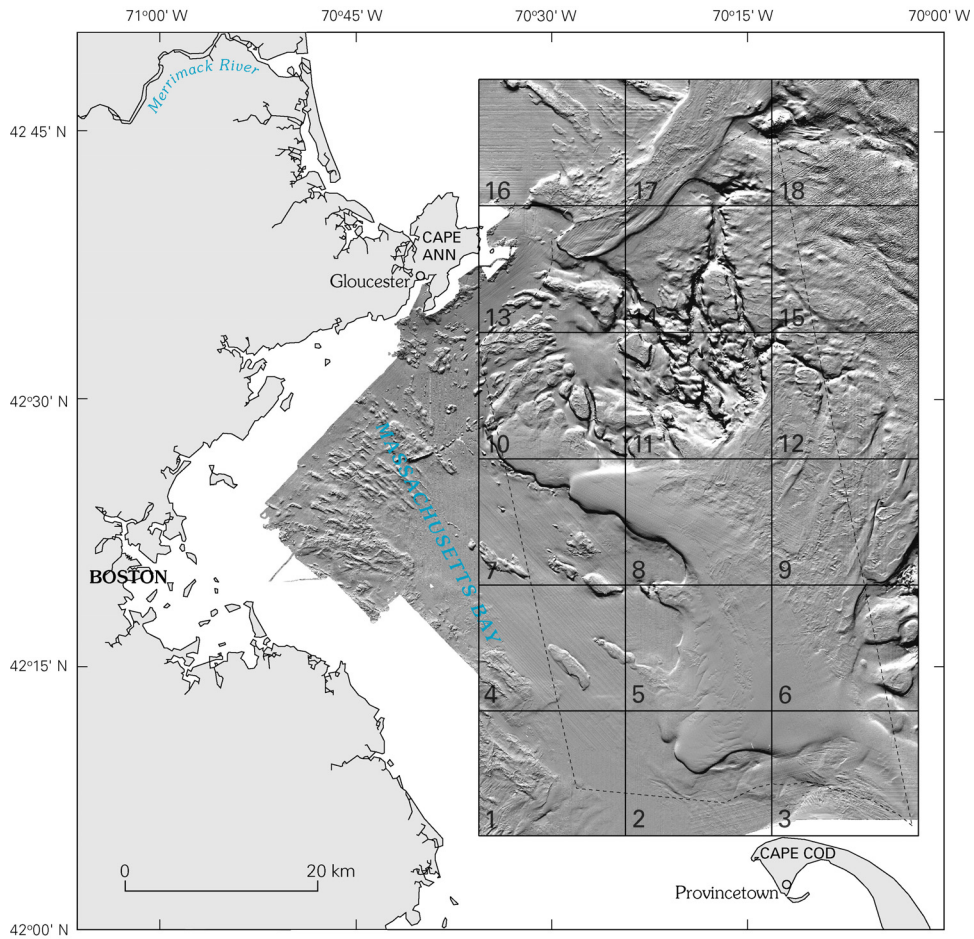 71°00' W 70°45' W 70°30' W 70°15' W 70°00' W
Merrimack River
42 45' N
16 17 18
CAPE
ANN
Gloucester
13 14 15
42°30' N
10 11 12
MASSACHUSETTS BAY
BOSTON
7 8 9
42°15' N
4 5 6
1 2 3
CAPE COD
0 20 km
Provincetown
42°00' N